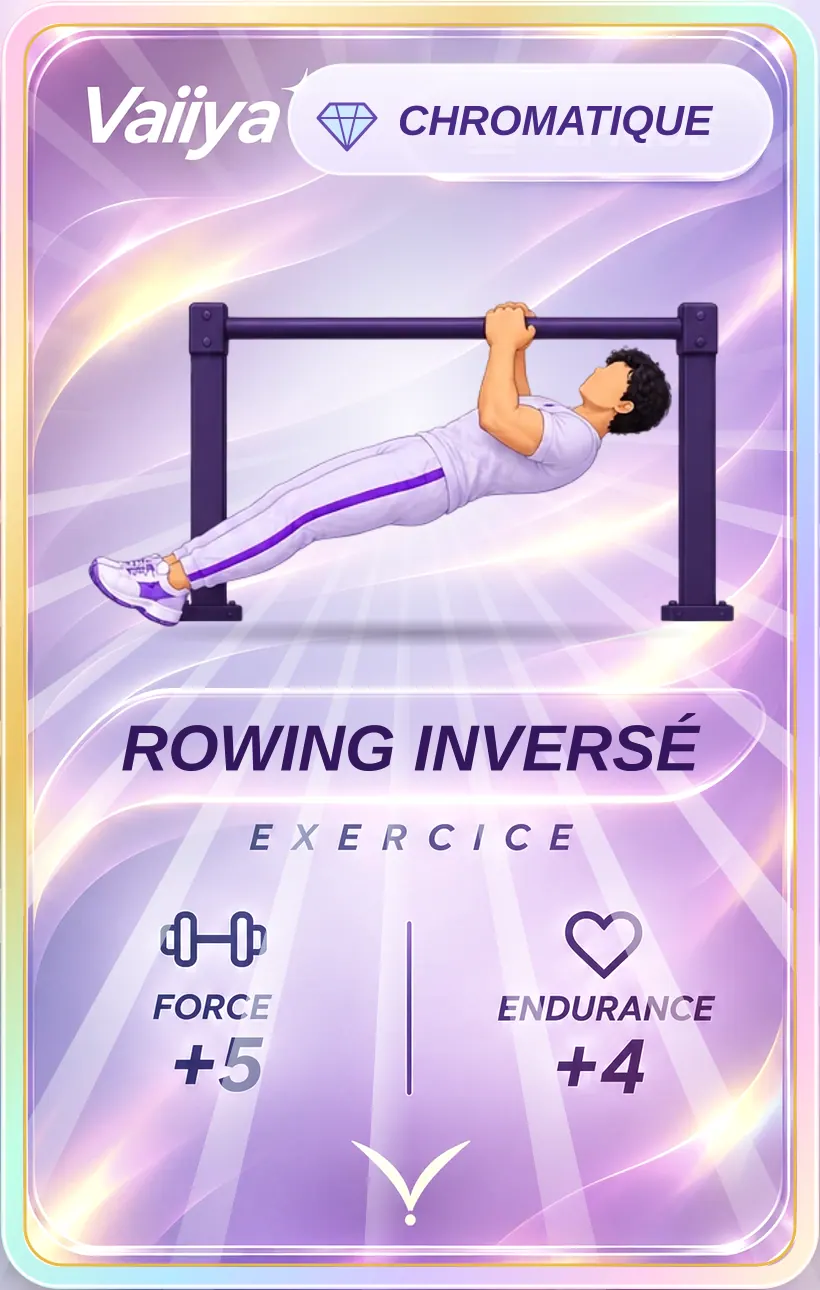 Vaiiya
CHROMATIQUE
ROWING INVERSÉ
EXERCICE
FORCE
+5
ENDURANCE
+4